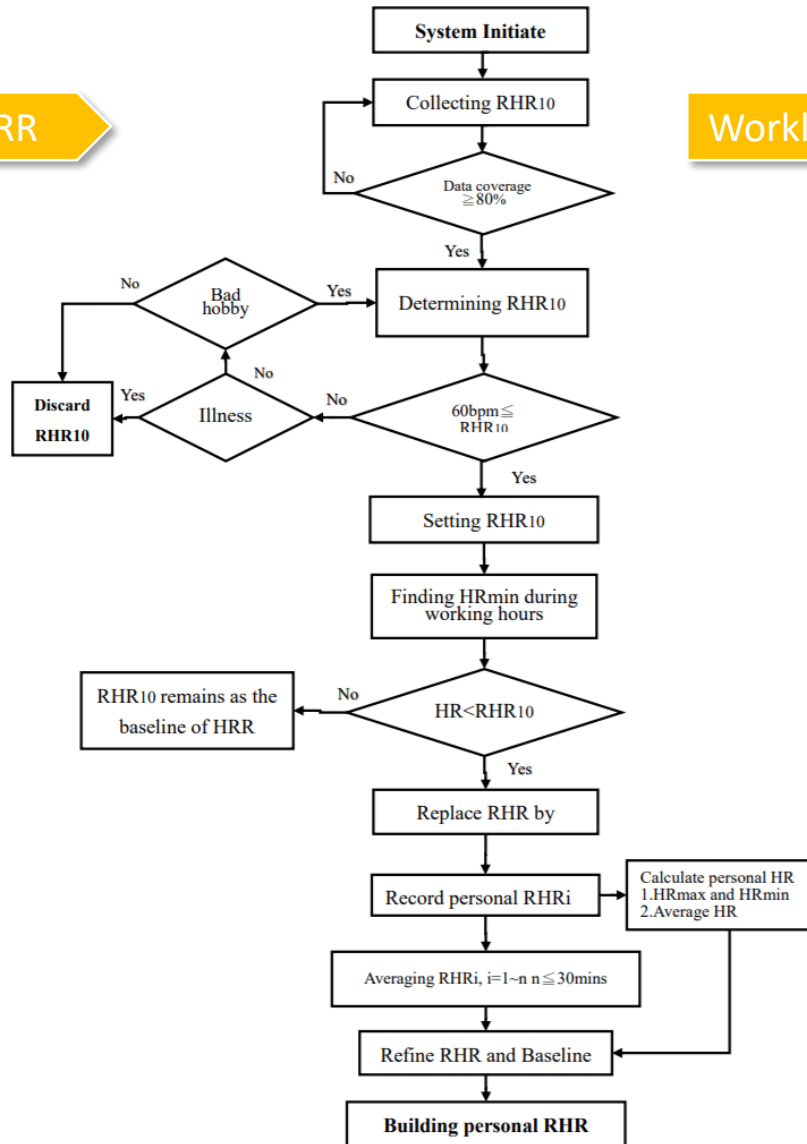 System Initiate
RR
Collecting RHR10
Workl
No
Data coverage
≧80%
Yes
No
Bad
hobby
Yes
Determining RHR10
Discard
RHR10
Yes
Illness
No
No
60bpm≦
RHR10
Yes
Setting RHR10
Finding HRmin during
working hours
RHR10 remains as the
baseline of HRR
No
HR<RHR10
Yes
Replace RHR by
Record personal RHRi
Calculate personal HR
1.HRmax and HRmin
2.Average HR
Averaging RHRi, i=1~n n≦30mins
Refine RHR and Baseline
Building personal RHR